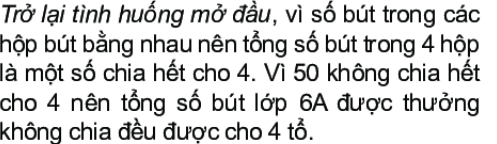 Trở lại tình huống mở đầu, vì số bút trong các
hộp bút bằng nhau nên tổng số bút trong 4 hộp
là một số chia hết cho 4. Vì 50 không chia hết
cho 4 nên tổng số bút lớp 6A được thưởng
không chia đều được cho 4 tổ.